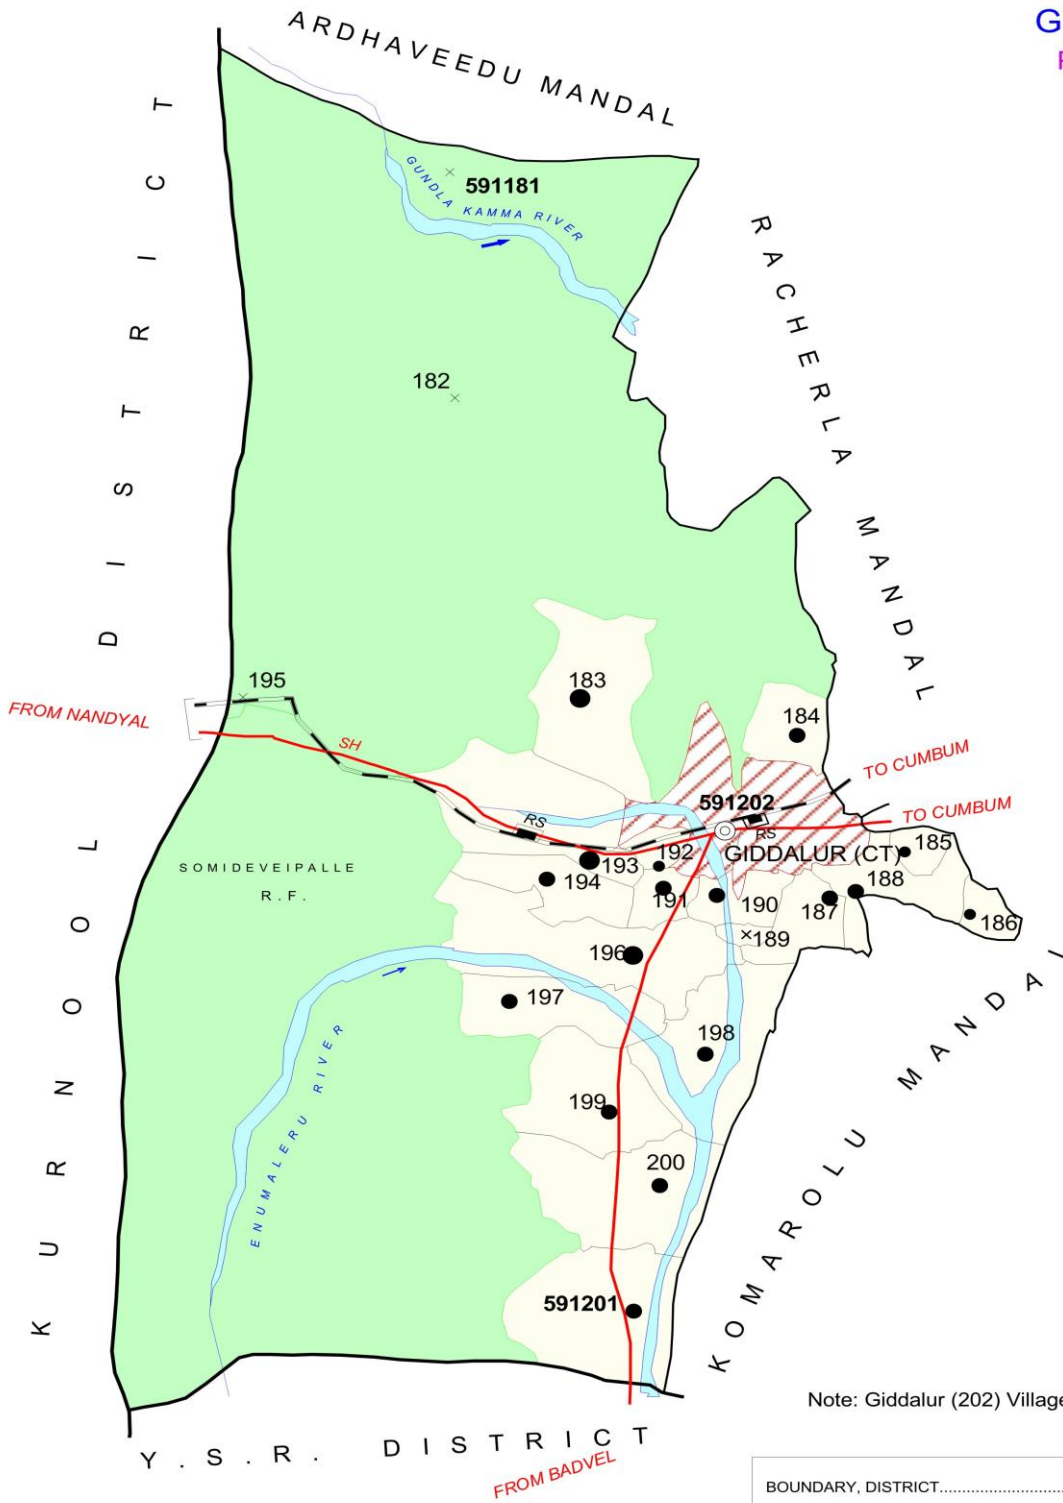 G
ARDHAVEEDU MANDAL
591181
GUNDLA KAMMA RIVER
RACHERLA MANDAL
KURNOOL DISTRICT
182
195
183
184
FROM NANDYAL
SH
TO CUMBUM
591202
TO CUMBUM
RS
RS
GIDDALUR (CT)
185
192
193
194
191
190
187
188
186
189
SOMIDEVEIPALLE
R.F.
196
197
198
ENUMALERU RIVER
199
200
591201
KOMAROLU MANDAL
Note: Giddalur (202) Village
Y.S.R. DISTRICT
FROM BADVEL
BOUNDARY, DISTRICT............................